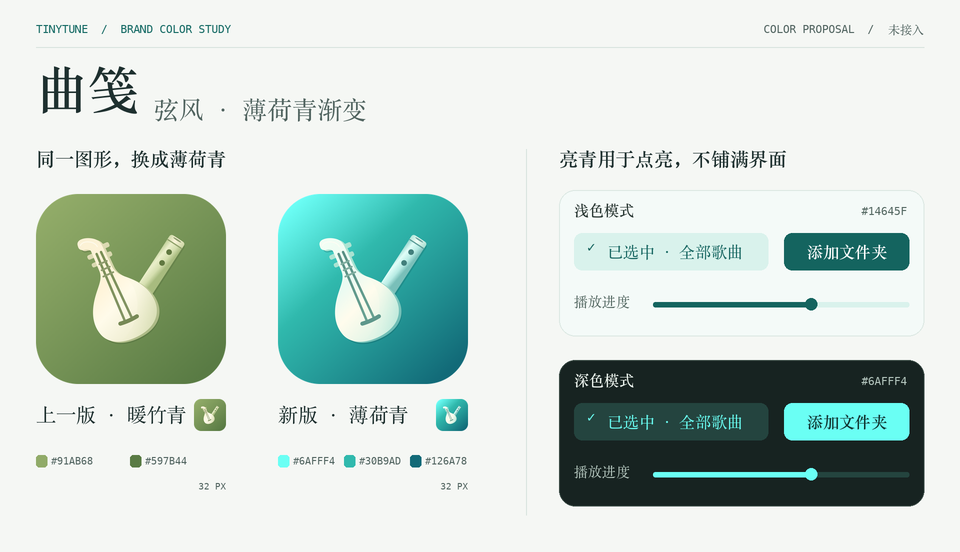 TINYTUNE / BRAND COLOR STUDY
COLOR PROPOSAL / 未接入
曲笺 弦风 · 薄荷青渐变
同一图形，换成薄荷青
上一版 · 暖竹青
#91AB68 #597B44
32 PX
新版 · 薄荷青
#6AFFF4 #30B9AD #126A78
32 PX
亮青用于点亮，不铺满界面
浅色模式 #14645F
✓ 已选中 · 全部歌曲 添加文件夹
播放进度
深色模式 #6AFFF4
✓ 已选中 · 全部歌曲 添加文件夹
播放进度